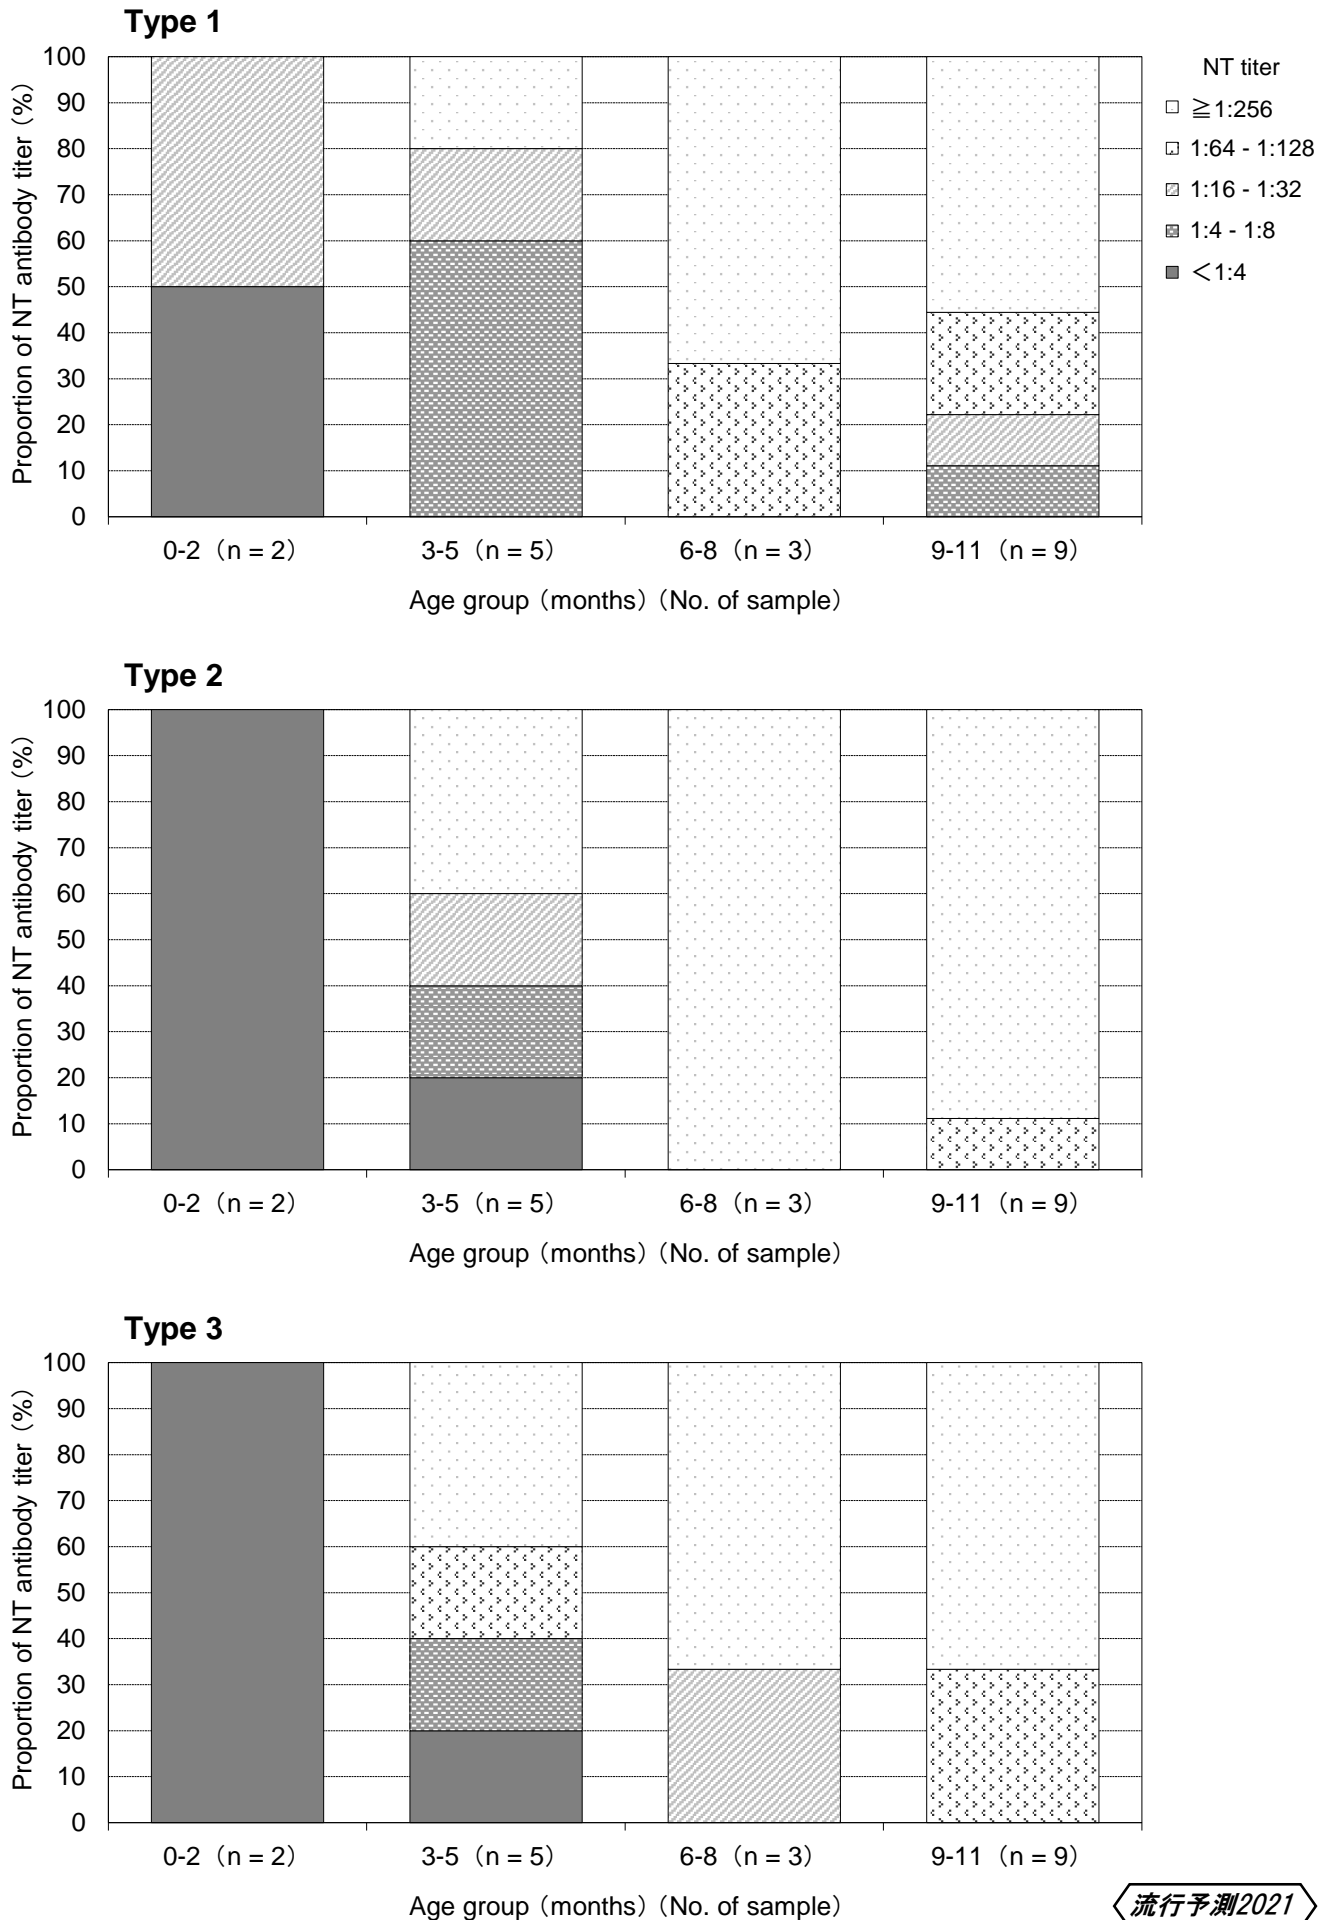 Type 1
Proportion of NT antibody titer (%)
100
90
80
70
60
50
40
30
20
10
0
0-2（n = 2）
3-5（n = 5）
6-8（n = 3）
9-11（n = 9）
Age group（months）（No. of sample）
NT titer
≧1:256
1:64 - 1:128
1:16 - 1:32
1:4 - 1:8
＜1:4
Type 2
Proportion of NT antibody titer (%)
100
90
80
70
60
50
40
30
20
10
0
0-2（n = 2）
3-5（n = 5）
6-8（n = 3）
9-11（n = 9）
Age group（months）（No. of sample）
Type 3
Proportion of NT antibody titer (%)
100
90
80
70
60
50
40
30
20
10
0
0-2（n = 2）
3-5（n = 5）
6-8（n = 3）
9-11（n = 9）
Age group（months）（No. of sample）
流行予測2021